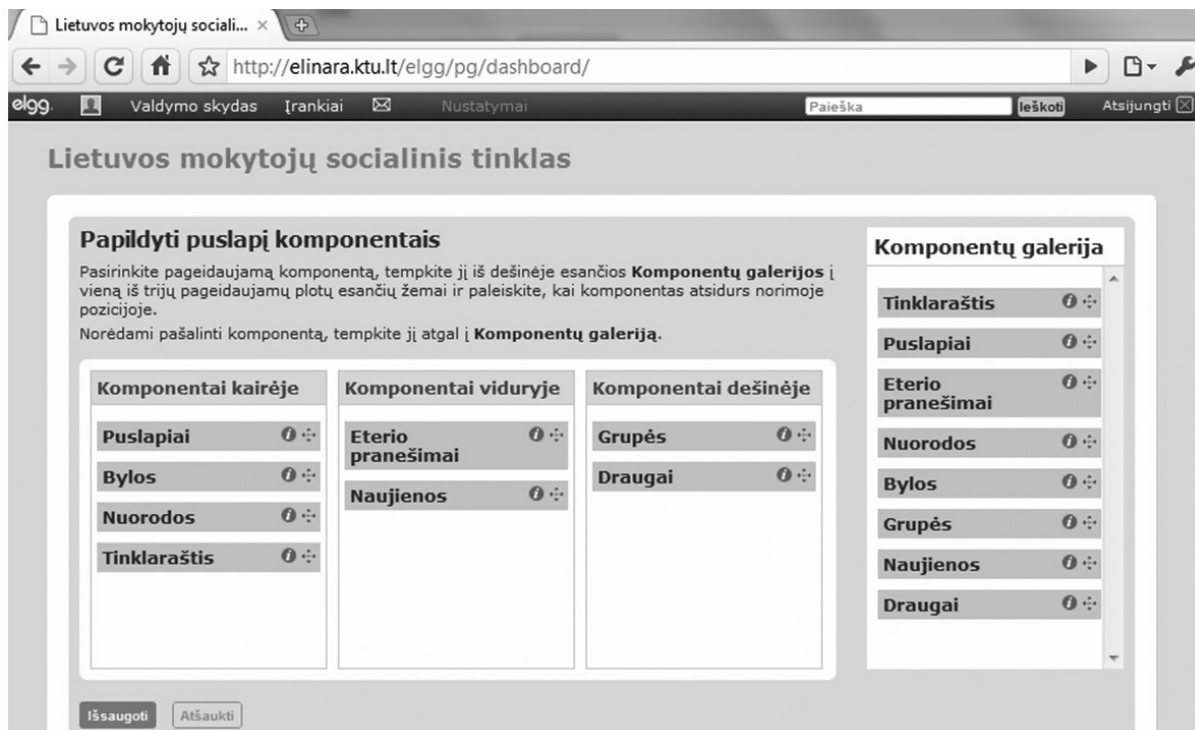 Lietuvos mokytojų sociali...
http://elinara.ktu.lt/elgg/pg/dashboard/
elgg. Valdymo skydas Įrankiai Nustatymai Paieška Ieškoti Atsijungti
Lietuvos mokytojų socialinis tinklas
Papildyti puslapį komponentais
Pasirinkite pageidaujamą komponentą, tempkite jį iš dešinėje esančios Komponentų galerijos į
vieną iš trijų pageidaujamų plotų esančių žemai ir paleiskite, kai komponentas atsidurs norimoje
pozicijoje.
Norėdami pašalinti komponentą, tempkite jį atgal į Komponentų galeriją.
Komponentai kairėje
Puslapiai
Bylos
Nuorodos
Tinklaraštis
Komponentai viduryje
Eterio
pranešimai
Naujienos
Komponentai dešinėje
Grupės
Draugai
Komponentų galerija
Tinklaraštis
Puslapiai
Eterio
pranešimai
Nuorodos
Bylos
Grupės
Naujienos
Draugai
Išsaugoti Atšaukti